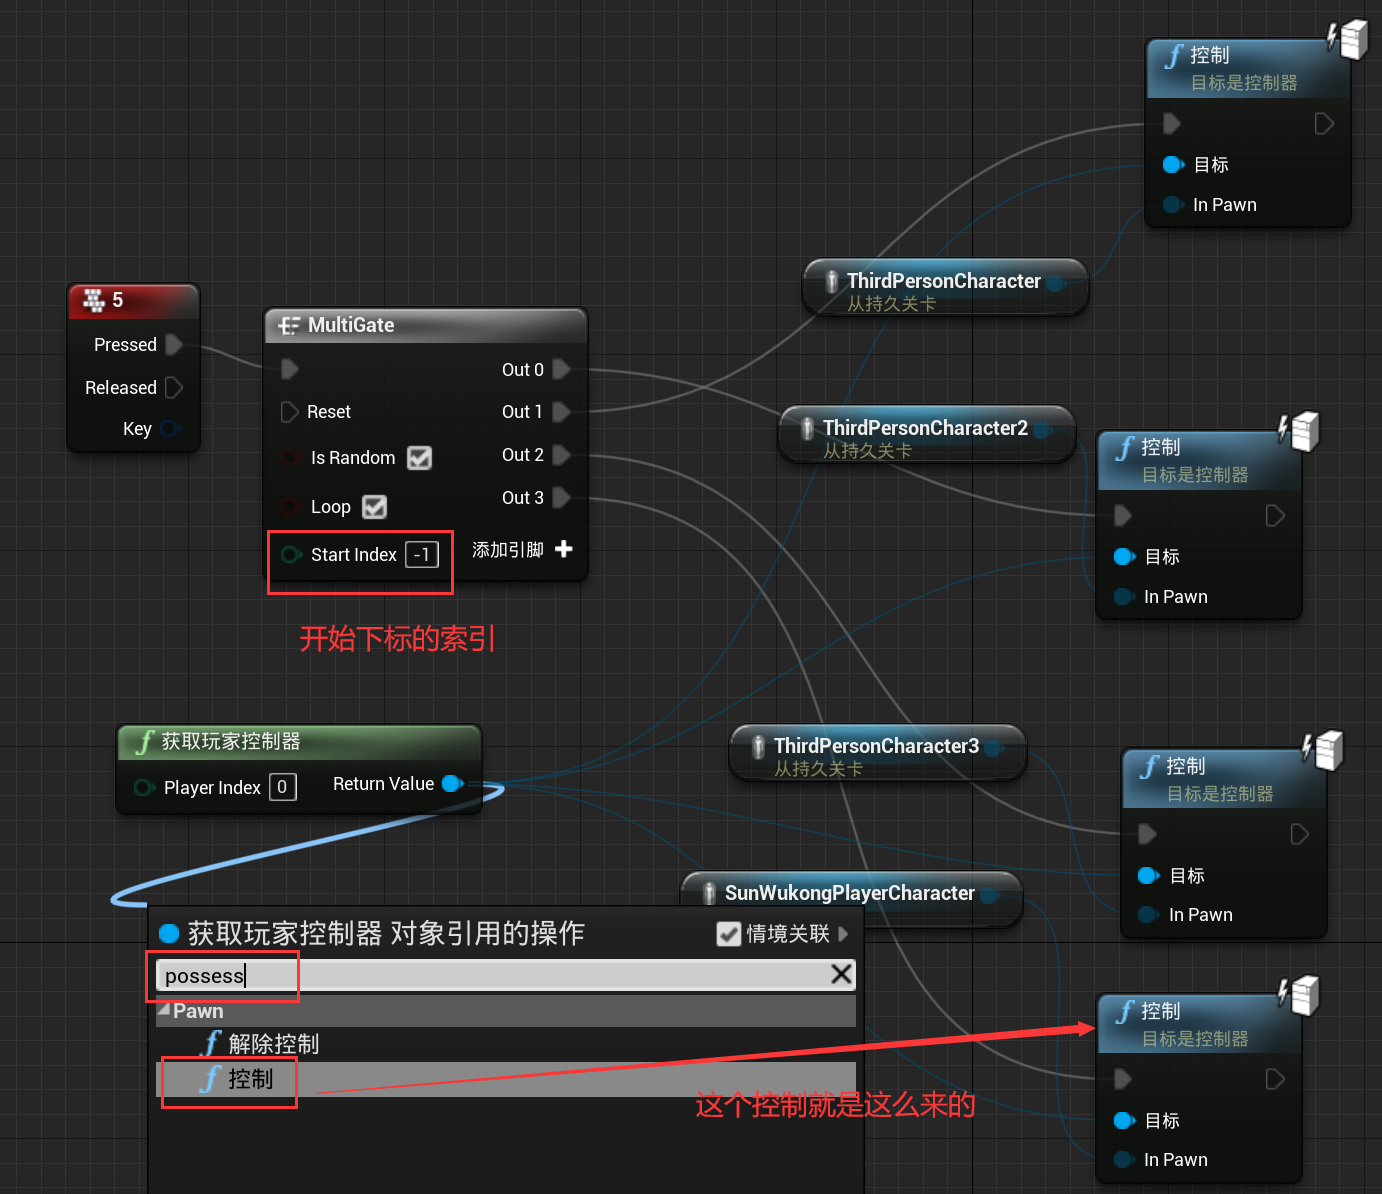 控制
目标是控制器
目标
In Pawn
ThirdPersonCharacter
从持久关卡
5
Pressed
Released
Key
MultiGate
Out 0
Reset
Out 1
Is Random
Out 2
Loop
Out 3
Start Index -1
添加引脚
开始下标的索引
ThirdPersonCharacter2
从持久关卡
控制
目标是控制器
目标
In Pawn
获取玩家控制器
Player Index 0
Return Value
ThirdPersonCharacter3
从持久关卡
控制
目标是控制器
目标
In Pawn
SunWukongPlayerCharacter
获取玩家控制器 对象引用的操作
情境关联
possess
Pawn
解除控制
控制
这个控制就是这么来的
控制
目标是控制器
目标
In Pawn